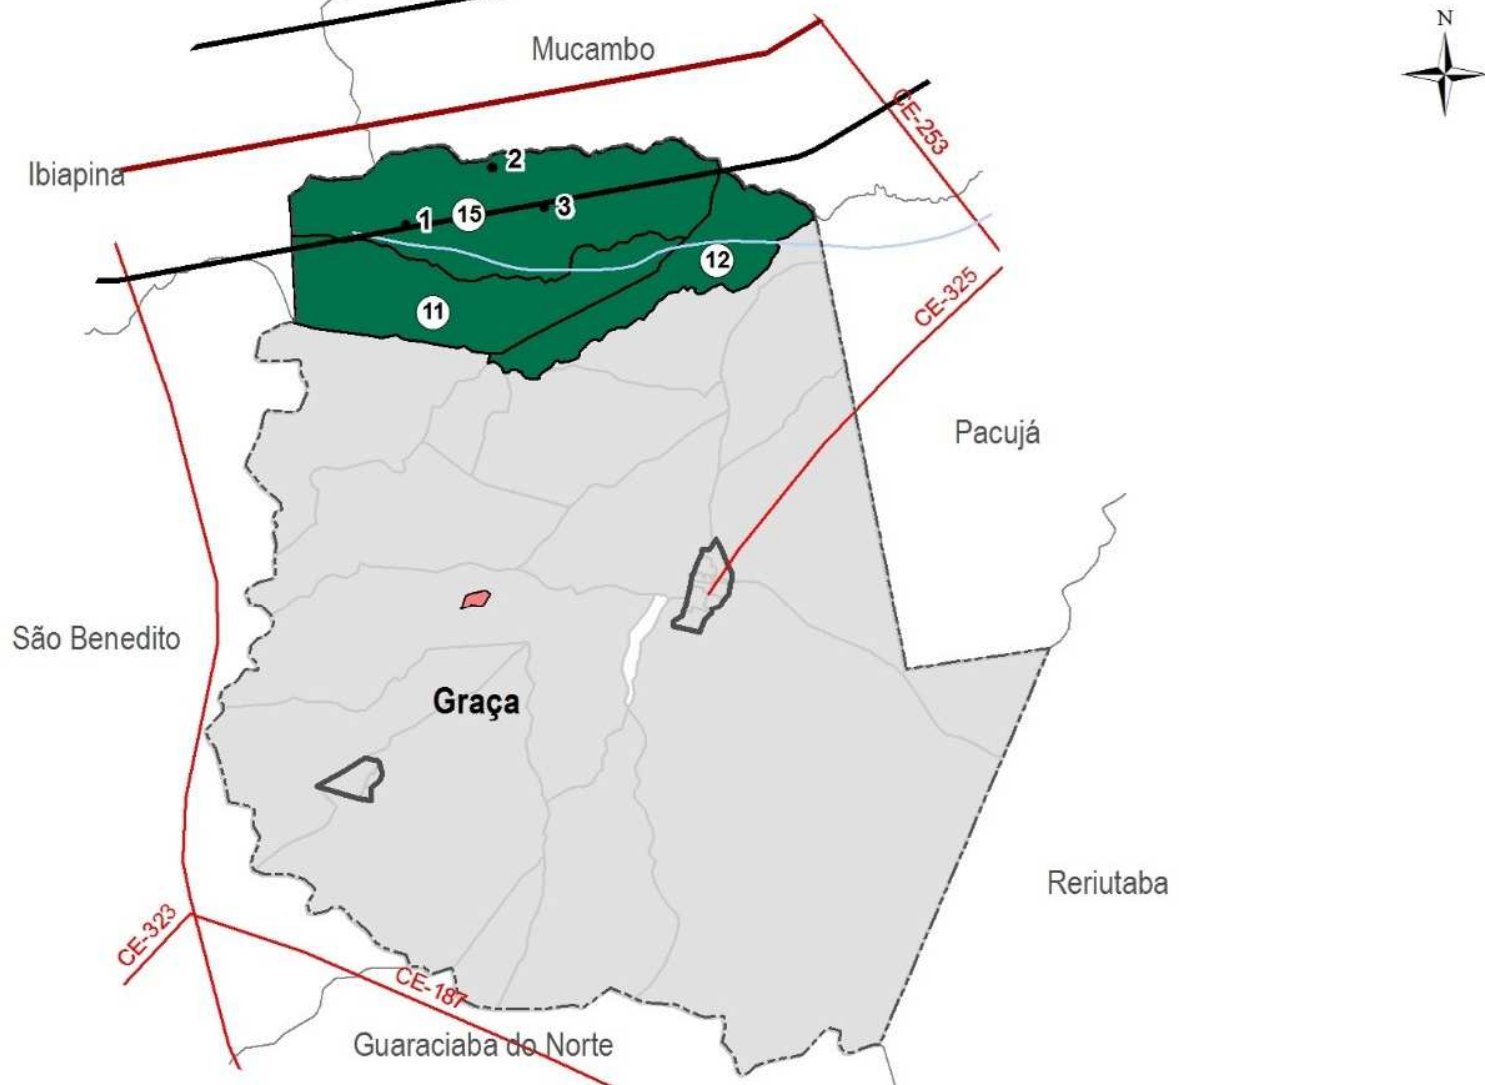 N
Mucambo
CE-253
Ibiapina
2
1
15
3
12
11
CE-325
Pacujá
São Benedito
Graça
Reriutaba
CE-323
CE-187
Guaraciaba do Norte